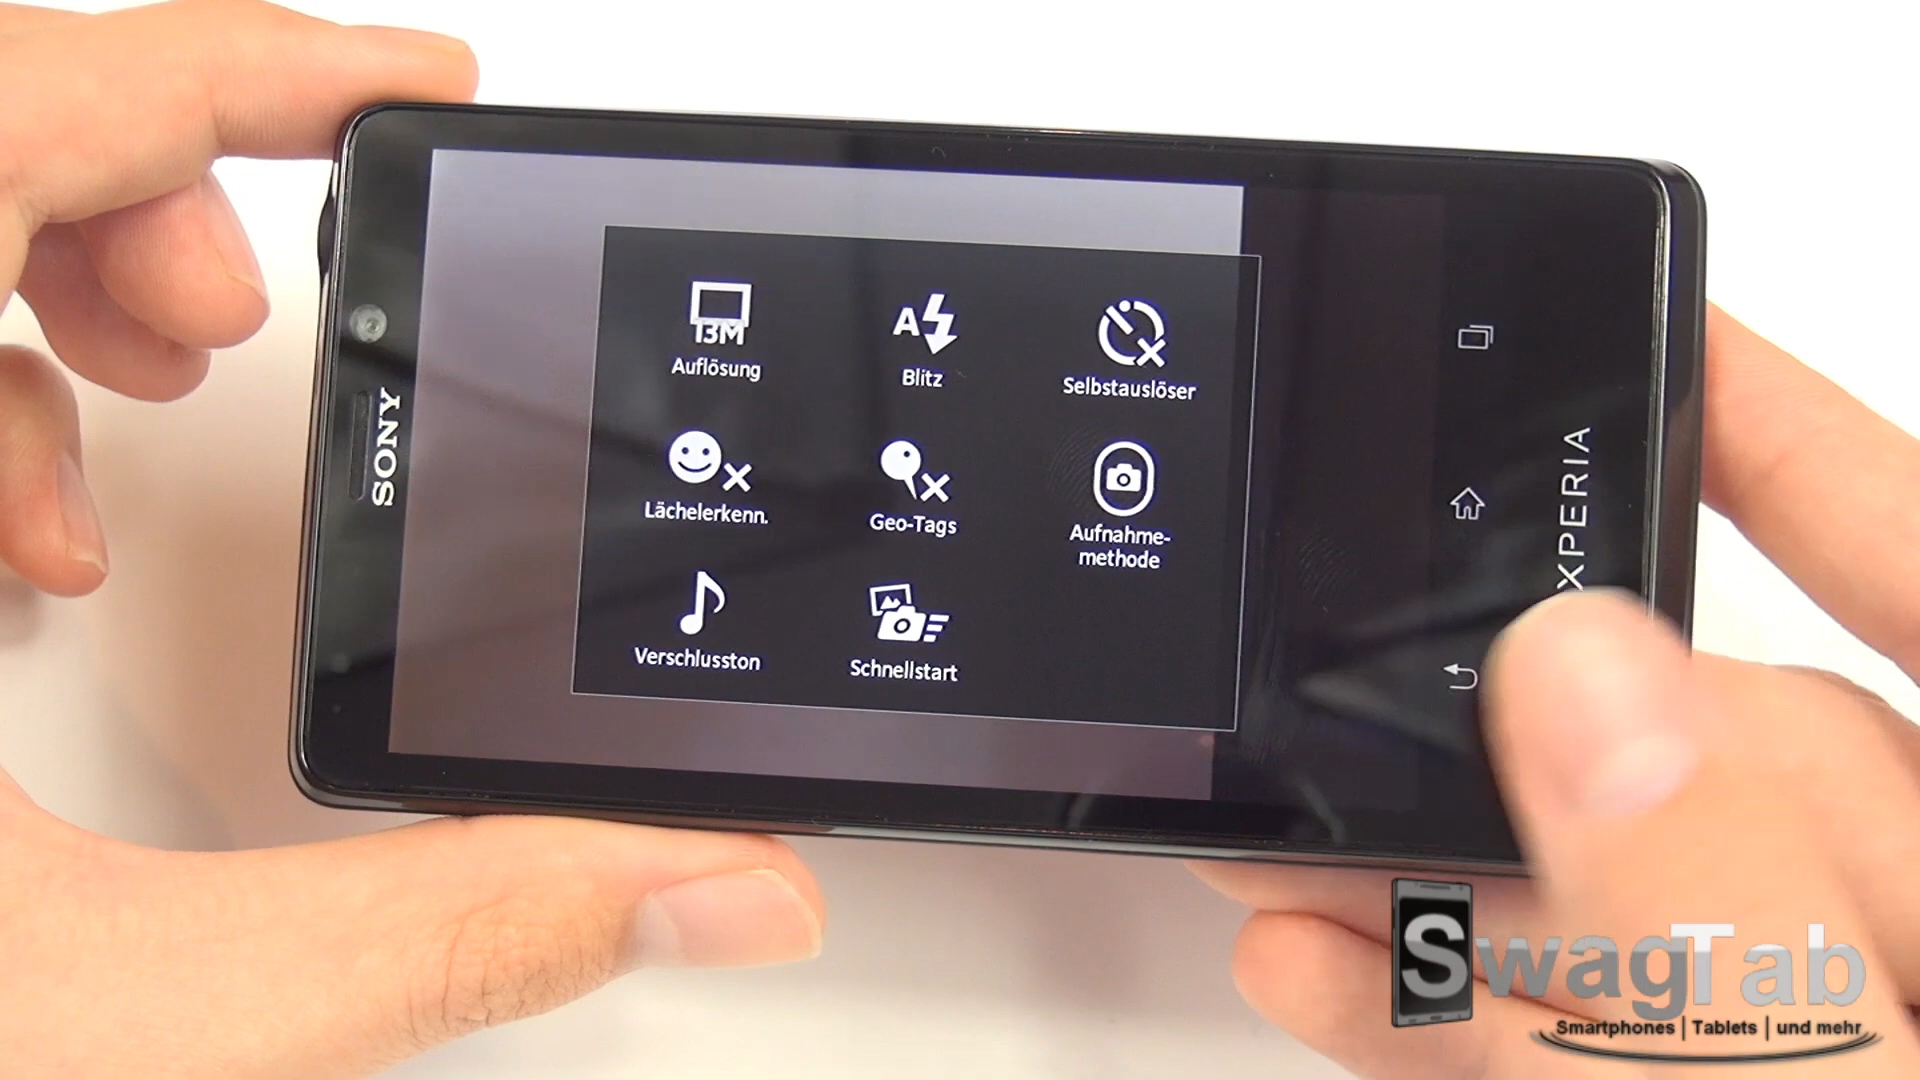 SONY
13M
Auflösung
A
Blitz
Selbstauslöser
Lächelerkenn.
Geo-Tags
Aufnahme-
methode
Verschlusston
Schnellstart
XPERIA
SwagTab
Smartphones | Tablets | und mehr